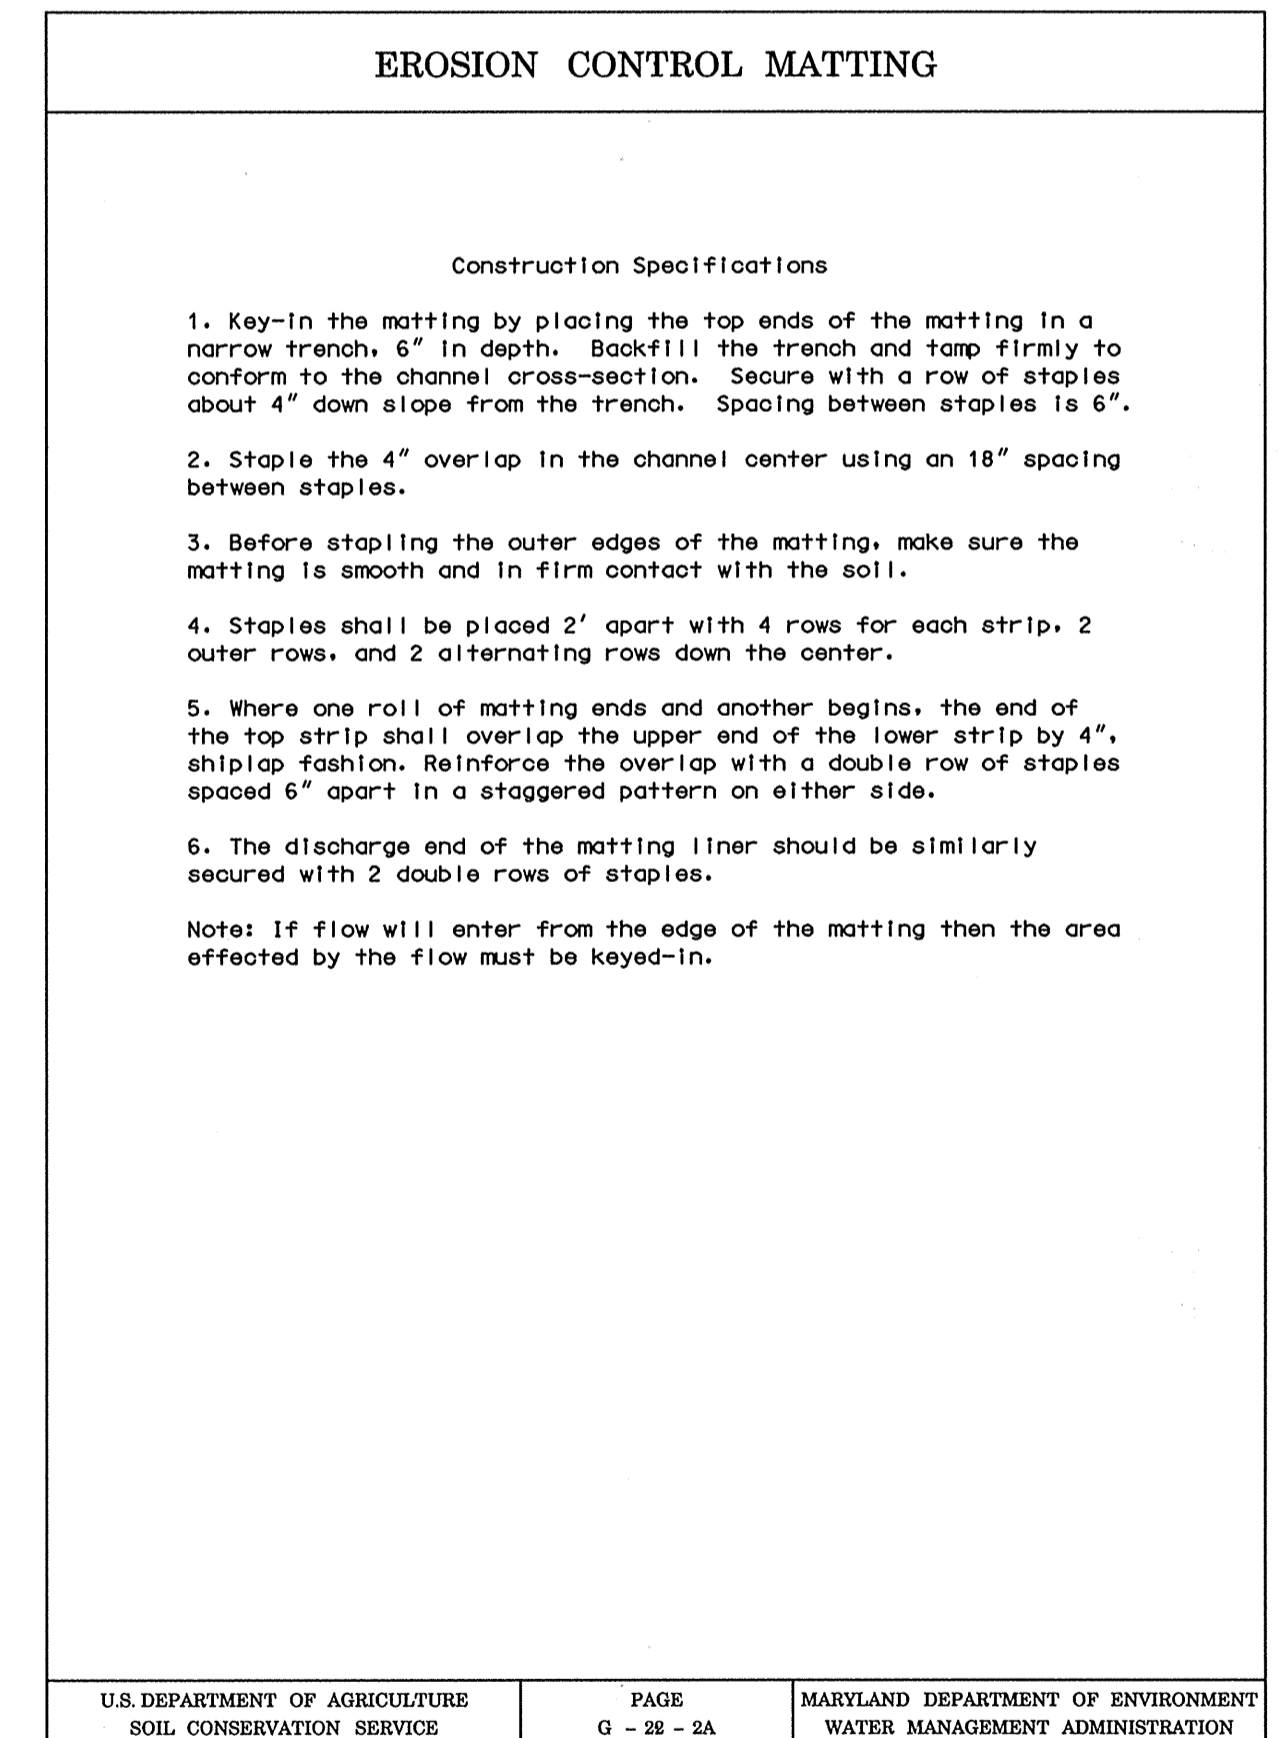 EROSION CONTROL MATTING
Construction Specifications
1. Key-in the matting by placing the top ends of the matting in a
narrow trench, 6" in depth. Backfill the trench and tamp firmly to
conform to the channel cross-section. Secure with a row of staples
about 4" down slope from the trench. Spacing between staples is 6".
2. Staple the 4" overlap in the channel center using an 18" spacing
between staples.
3. Before stapling the outer edges of the matting, make sure the
matting is smooth and in firm contact with the soil.
4. Staples shall be placed 2' apart with 4 rows for each strip, 2
outer rows, and 2 alternating rows down the center.
5. Where one roll of matting ends and another begins, the end of
the top strip shall overlap the upper end of the lower strip by 4",
shiplap fashion. Reinforce the overlap with a double row of staples
spaced 6" apart in a staggered pattern on either side.
6. The discharge end of the matting liner should be similarly
secured with 2 double rows of staples.
Note: If flow will enter from the edge of the matting then the area
effected by the flow must be keyed-in.
U.S. DEPARTMENT OF AGRICULTURE
SOIL CONSERVATION SERVICE
PAGE
G - 22 - 2A
MARYLAND DEPARTMENT OF ENVIRONMENT
WATER MANAGEMENT ADMINISTRATION